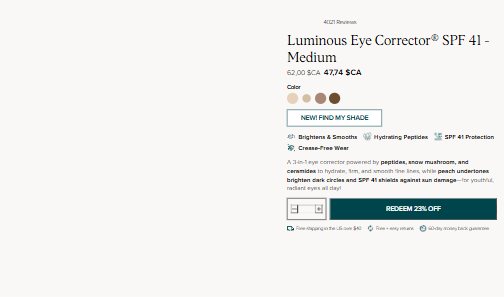 4021 Reviews
Luminous Eye Corrector® SPF 41 -
Medium
62,00 $CA 47,74 $CA
Color
NEW! FIND MY SHADE
Brightens & Smooths Hydrating Peptides SPF 41 Protection
Crease-Free Wear
A 3-in-1 eye corrector powered by peptides, snow mushroom, and
ceramides to hydrate, firm, and smooth fine lines, while peach undertones
brighten dark circles and SPF 41 shields against sun damage—for youthful,
radiant eyes all day!
REDEEM 23% OFF
Free shipping in the US over $40 Free + easy returns 60-day money back guarantee